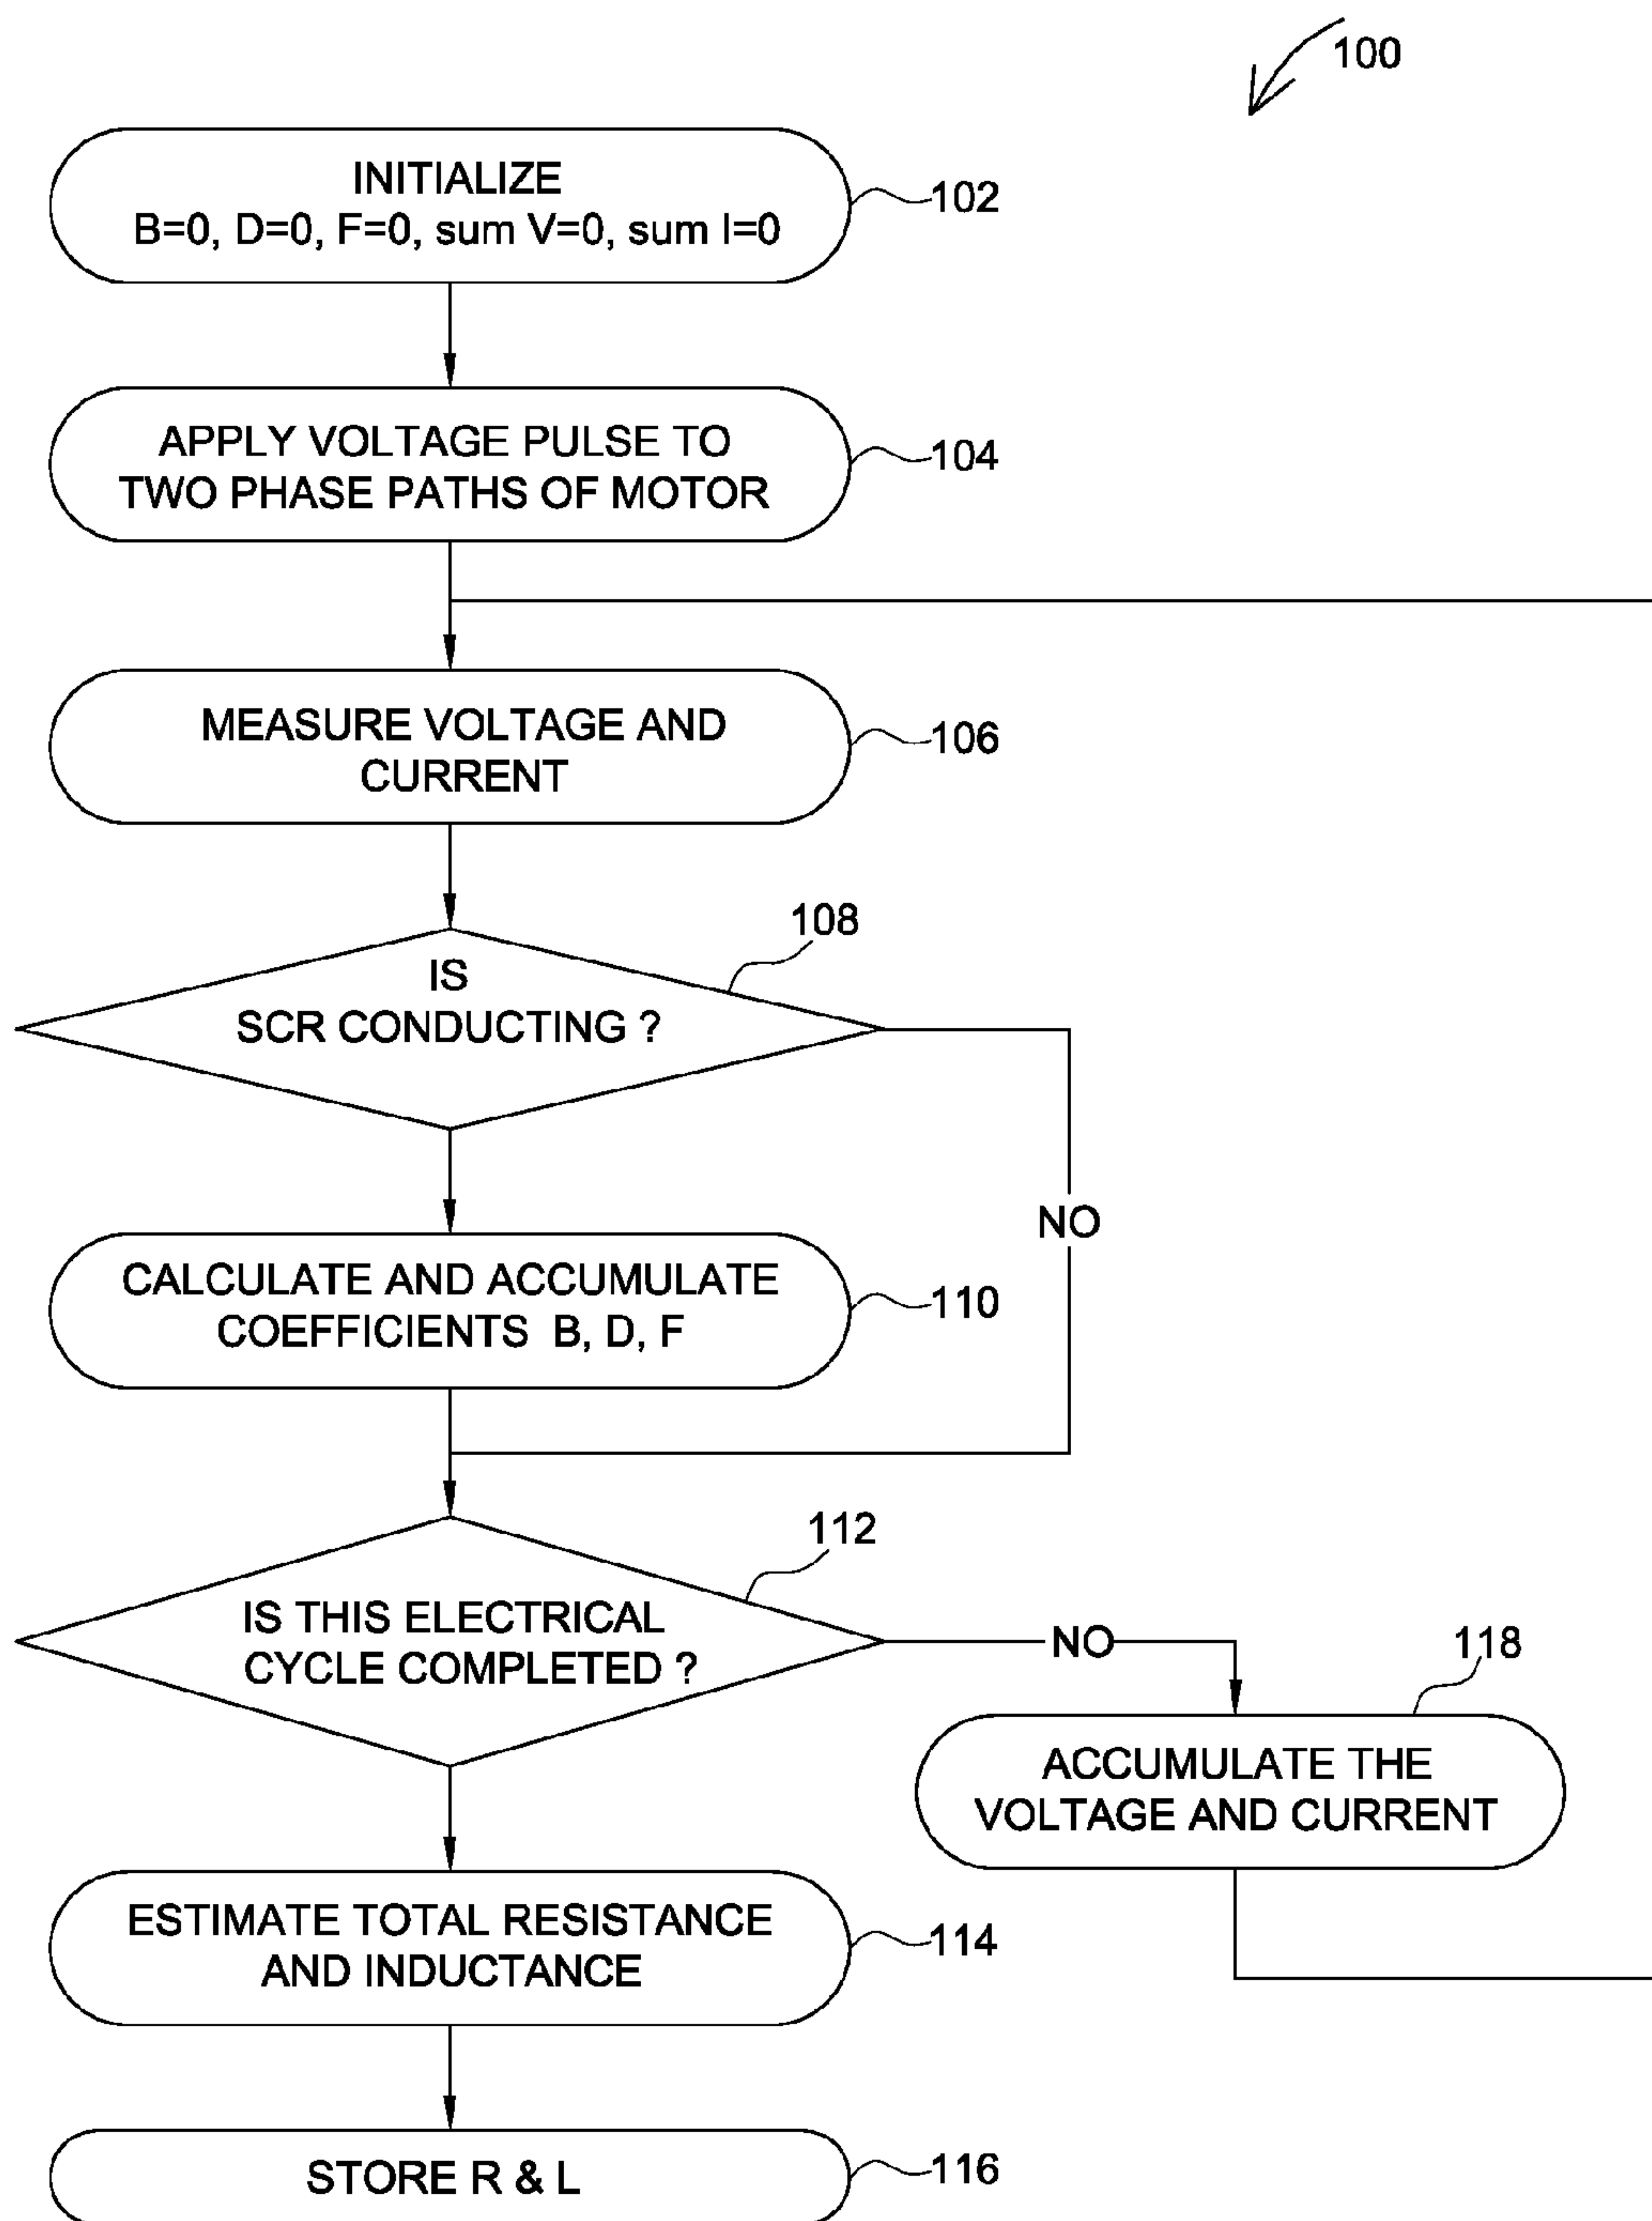 100
INITIALIZE
B=0, D=0, F=0, sum V=0, sum I=0
102
APPLY VOLTAGE PULSE TO
TWO PHASE PATHS OF MOTOR
104
MEASURE VOLTAGE AND
CURRENT
106
108
IS
SCR CONDUCTING ?
NO
CALCULATE AND ACCUMULATE
COEFFICIENTS B, D, F
110
112
IS THIS ELECTRICAL
CYCLE COMPLETED ?
NO
118
ACCUMULATE THE
VOLTAGE AND CURRENT
ESTIMATE TOTAL RESISTANCE
AND INDUCTANCE
114
STORE R & L
116